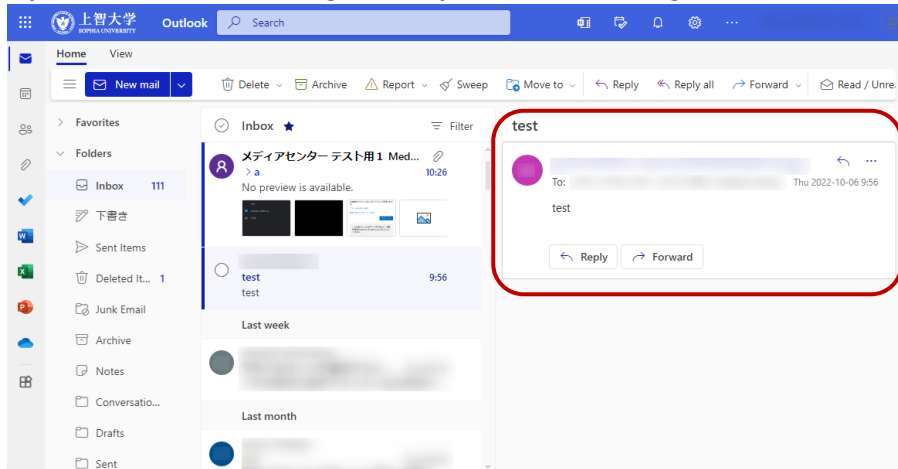 上智大学
SOPHIA UNIVERSITY
Outlook
Search
Home View
New mail
Delete
Archive
Report
Sweep
Move to
Reply
Reply all
Forward
Read / Unre
Favorites
Folders
Inbox 111
下書き
Sent Items
Deleted It... 1
Junk Email
Archive
Notes
Conversatio...
Drafts
Sent
Inbox ★
Filter
A
メディアセンター テスト用１ Med...
> a 10:26
No preview is available.
test 9:56
test
Last week
Last month
test
To:
Thu 2022-10-06 9:56
test
Reply
Forward